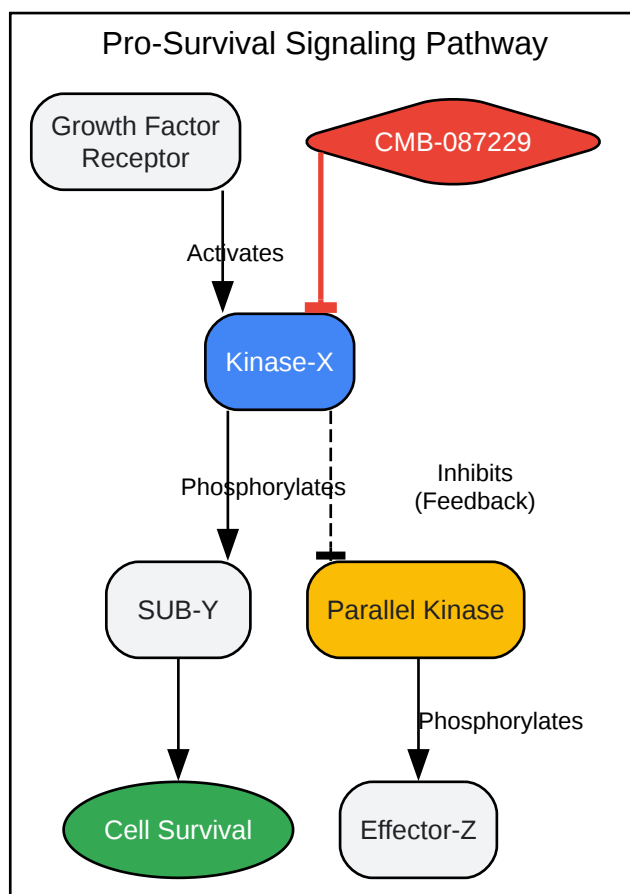 Pro-Survival Signaling Pathway
Growth Factor
Receptor
CMB-087229
Activates
Kinase-X
Phosphorylates
Inhibits
(Feedback)
SUB-Y
Parallel Kinase
Phosphorylates
Cell Survival
Effector-Z